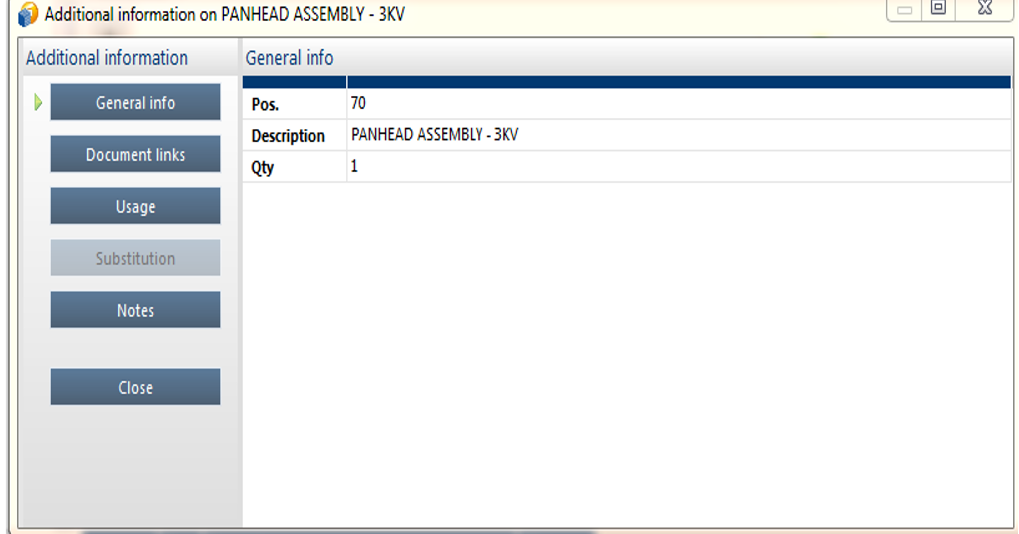 Additional information on PANHEAD ASSEMBLY - 3KV
Additional information
General info
General info
Document links
Usage
Substitution
Notes
Close
Pos. 70
Description PANHEAD ASSEMBLY - 3KV
Qty 1